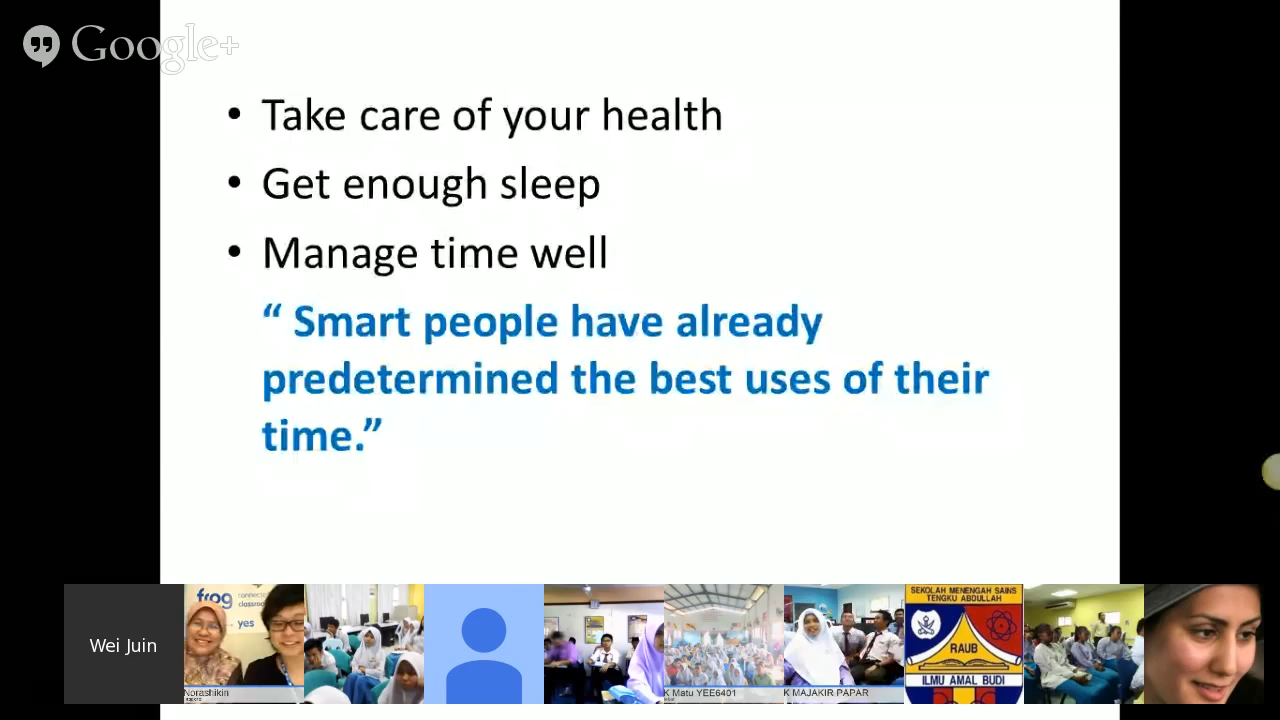 Google+
• Take care of your health
• Get enough sleep
• Manage time well
“ Smart people have already
predetermined the best uses of their
time.”
Wei Juin
frog
connected
classroom
yes
Norashikin
K Matu YEE6401
K MAJAKIR PAPAR
SEKOLAH MENENGAH SAINS
TENGKU ABDULLAH
RAUB
ILMU AMAL BUDI